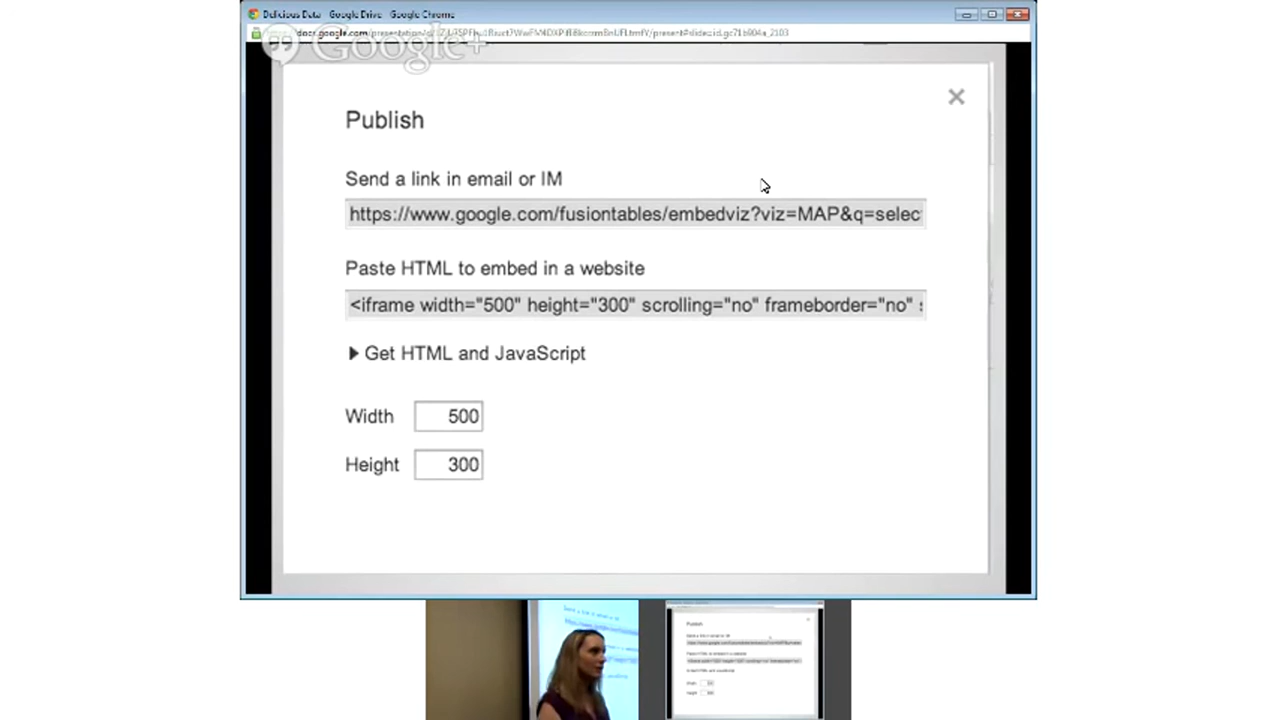 Delicious Data - Google Drive - Google Chrome
Google+
Publish
Send a link in email or IM
https://www.google.com/fusiontables/embedviz?viz=MAP&q=selec
Paste HTML to embed in a website
<iframe width="500" height="300" scrolling="no" frameborder="no" s
Get HTML and JavaScript
Width 500
Height 300